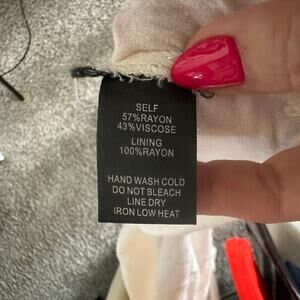 SELF
57%RAYON
43%VISCOSE
LINING
100%RAYON
HAND WASH COLD
DO NOT BLEACH
LINE DRY
IRON LOW HEAT